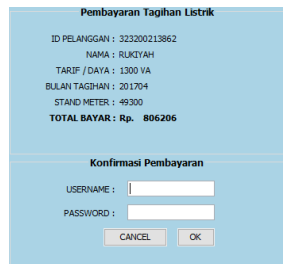 Pembayaran Tagihan Listrik
ID PELANGGAN : 323200213862
NAMA : RUKIYAH
TARIF / DAYA : 1300 VA
BULAN TAGIHAN : 201704
STAND METER : 49300
TOTAL BAYAR : Rp. 806206
Konfirmasi Pembayaran
USERNAME :
PASSWORD :
CANCEL OK